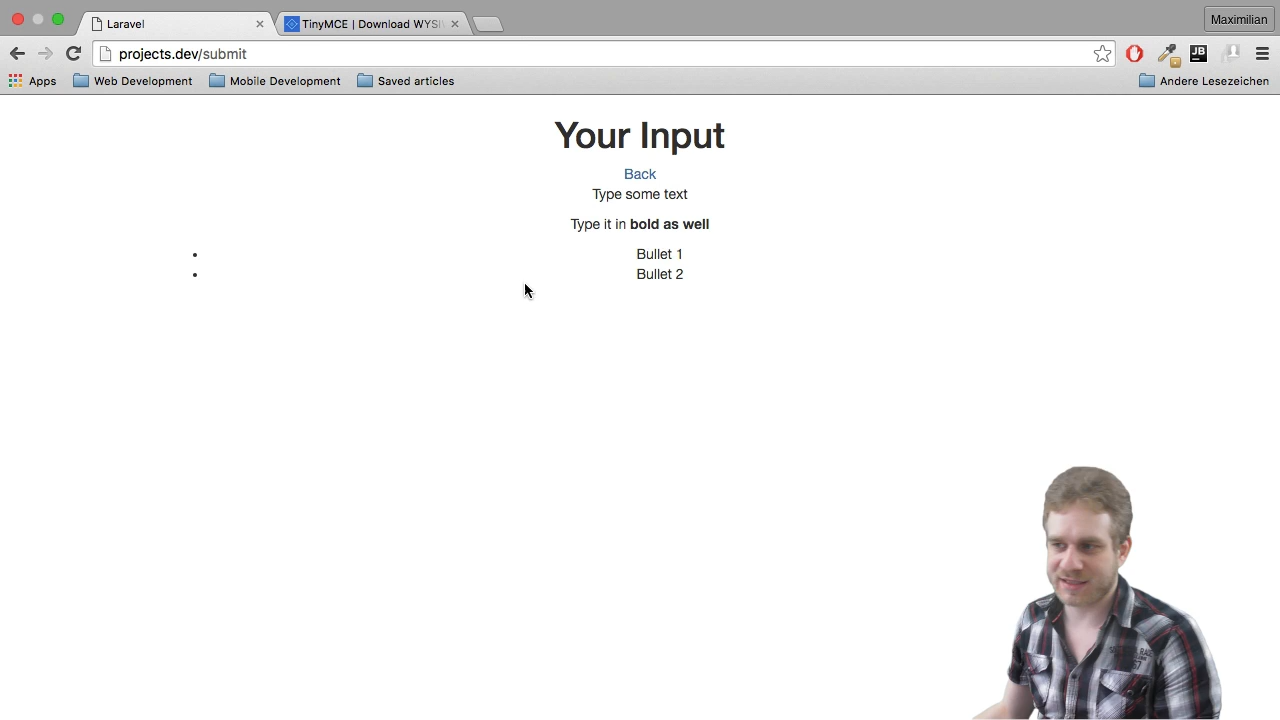 Laravel
TinyMCE | Download WYSI
Maximilian
projects.dev/submit
JB
Apps
Web Development
Mobile Development
Saved articles
Andere Lesezeichen
Your Input
Back
Type some text
Type it in bold as well
• Bullet 1
• Bullet 2